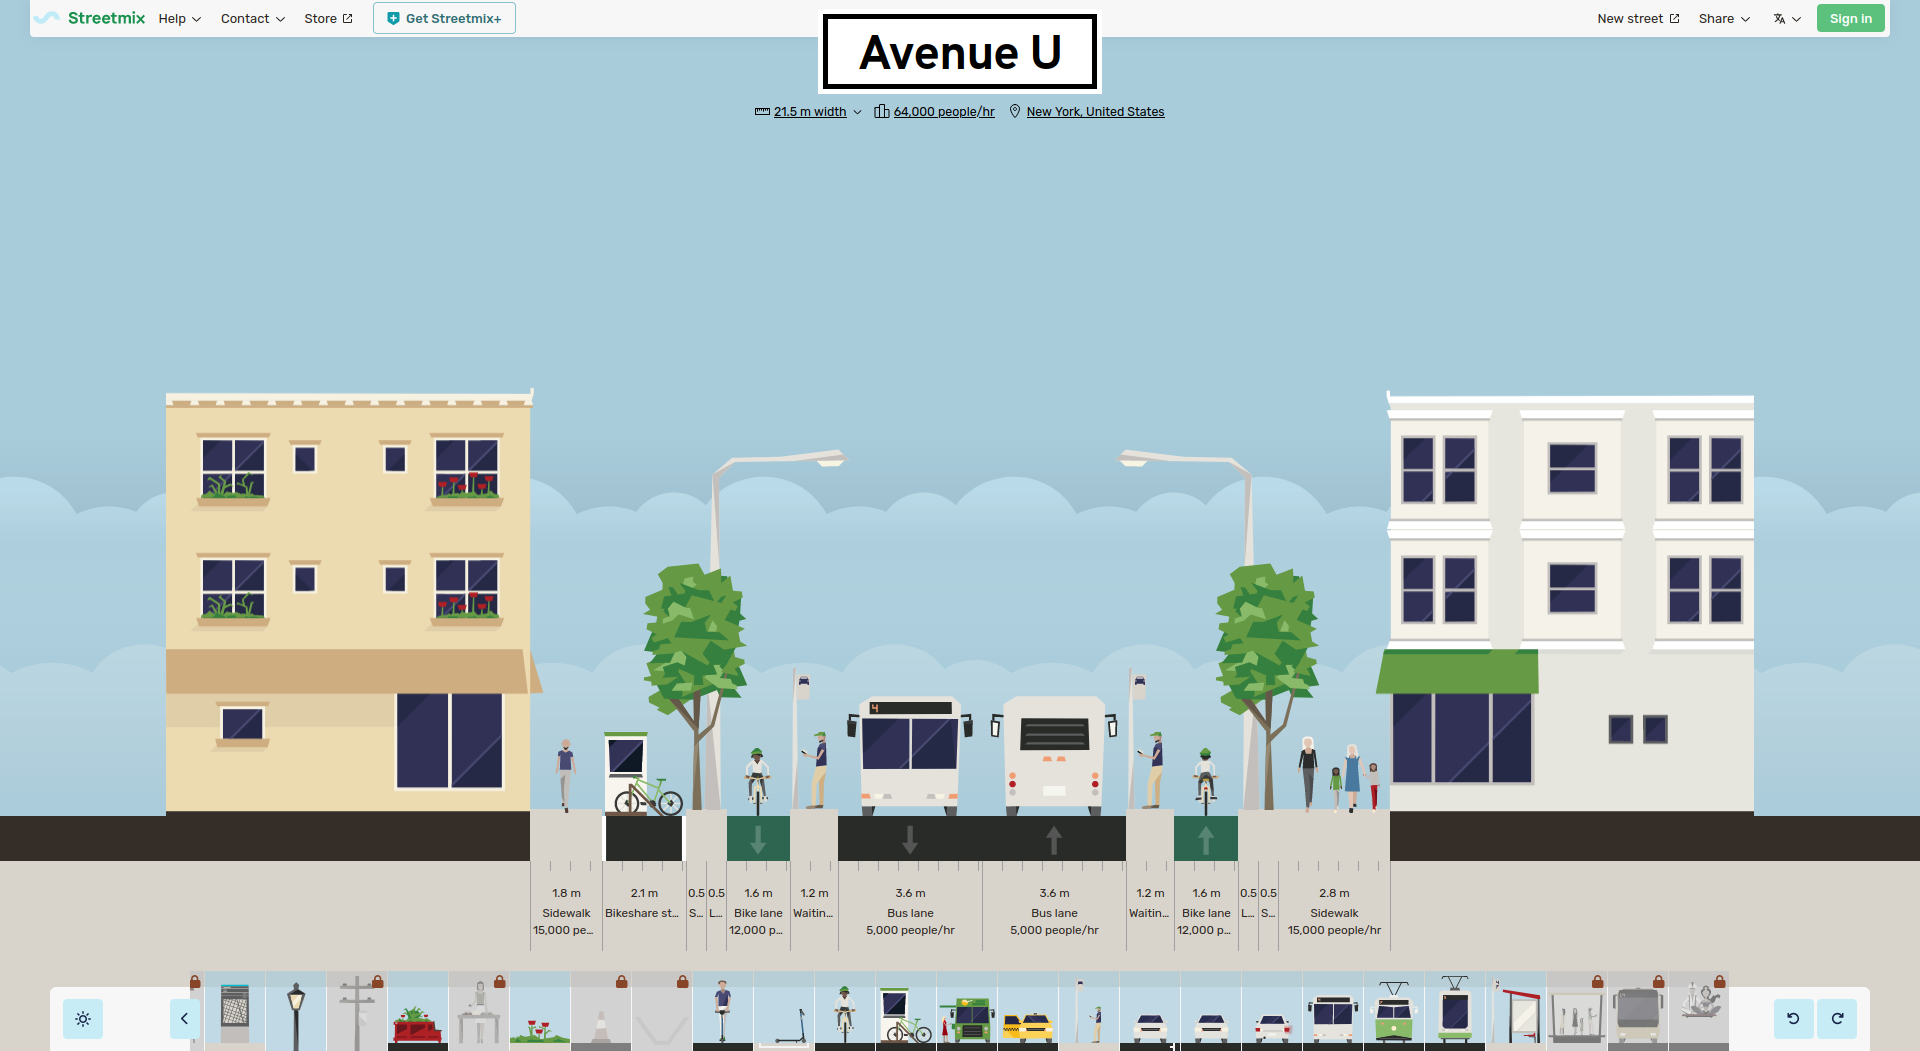 Streetmix Help Contact Store Get Streetmix+ New street Share Sign in
Avenue U
21.5 m width 64,000 people/hr New York, United States
4
1.8 m 2.1 m 0.5 0.5 1.6 m 1.2 m 3.6 m 3.6 m 1.2 m 1.6 m 0.5 0.5 2.8 m
Sidewalk Bikeshare st... S... L... Bike lane Waitin... Bus lane Bus lane Waitin... Bike lane L... S... Sidewalk
15,000 pe... 12,000 p... 5,000 people/hr 5,000 people/hr 12,000 p... 15,000 people/hr